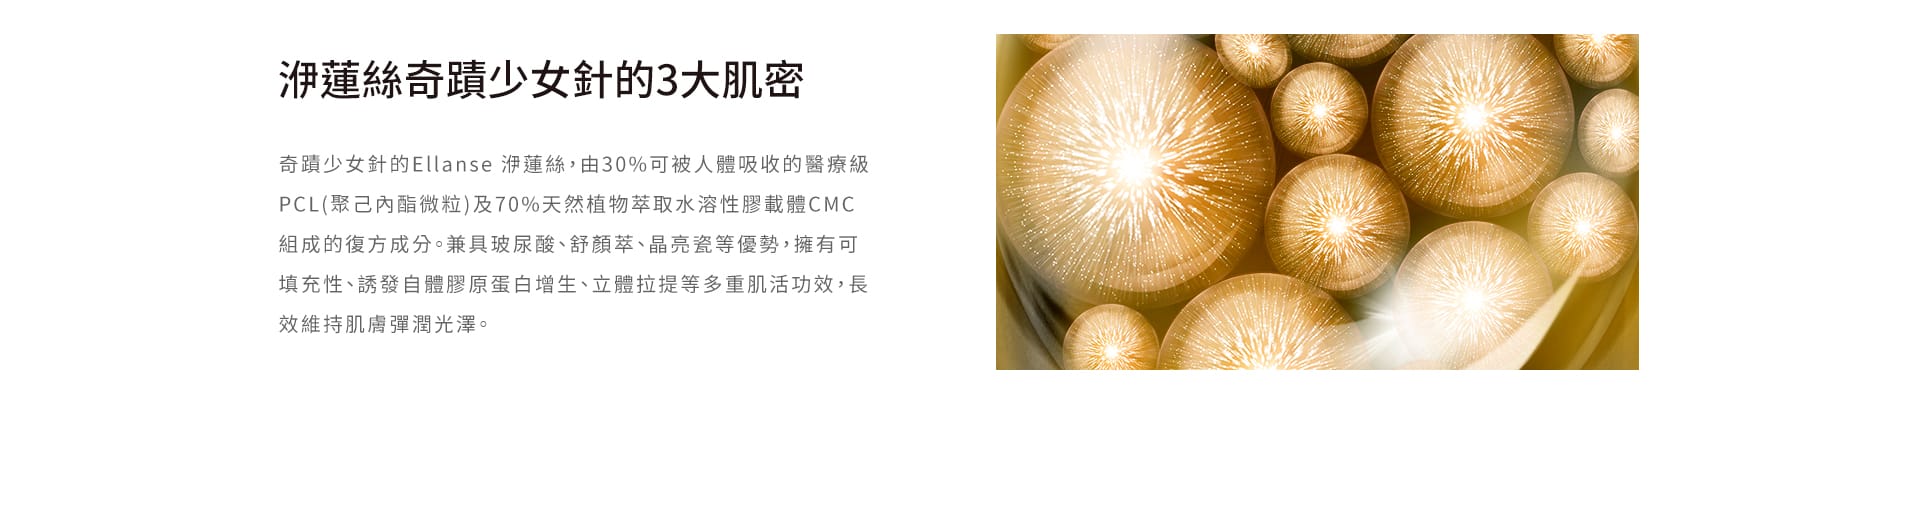 洢蓮絲奇蹟少女針的3大肌密
奇蹟少女針的Ellanse 洢蓮絲，由30%可被人體吸收的醫療級
PCL(聚己內酯微粒)及70%天然植物萃取水溶性膠載體CMC
組成的復方成分。兼具玻尿酸、舒顏萃、晶亮瓷等優勢，擁有可
填充性、誘發自體膠原蛋白增生、立體拉提等多重肌活功效，長
效維持肌膚彈潤光澤。